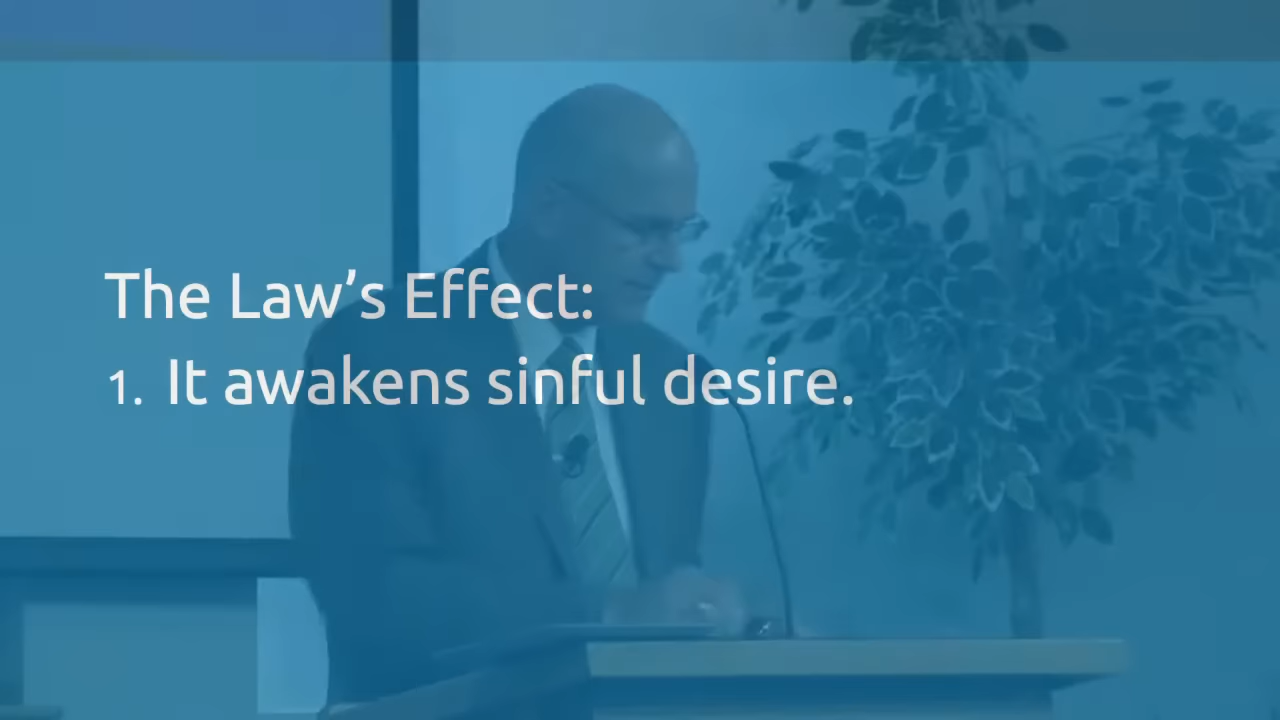 The Law’s Effect:
1. It awakens sinful desire.